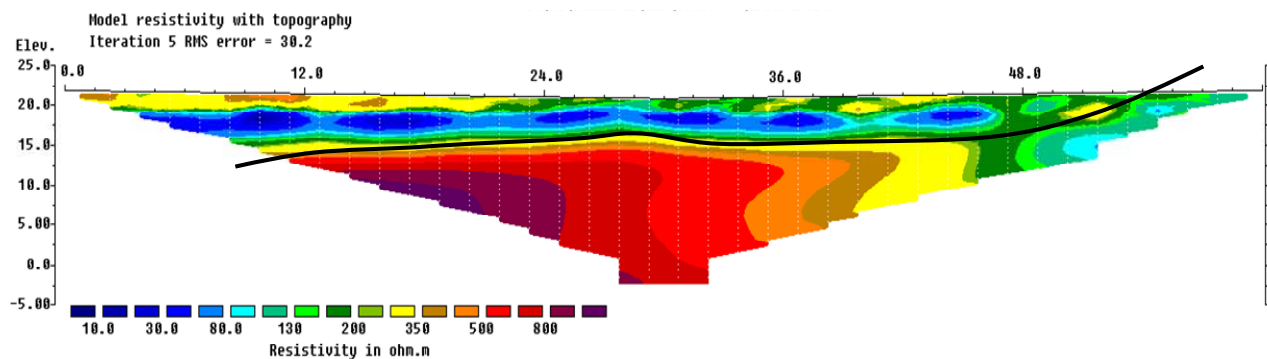 Model resistivity with topography
Iteration 5 RMS error = 30.2
Elev.
25.0
0.0
12.0
24.0
36.0
48.0
20.0
15.0
10.0
5.00
0.0
-5.00
10.0 30.0 80.0 130 200 350 500 800
Resistivity in ohm.m